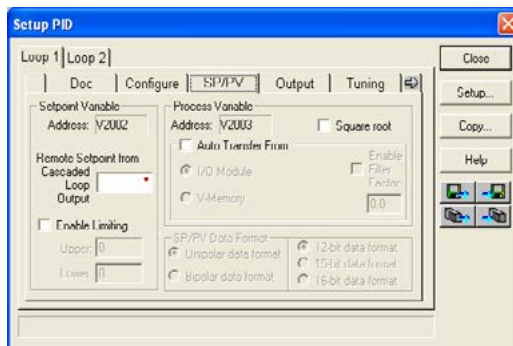 Setup PID
Loop 1 Loop 2
Doc Configure SP/PV Output Tuning
Setpoint Variable
Address: V2002
Remote Setpoint from
Cascaded
Loop
Output
Enable Limiting
Upper: 0
Lower: 0
Process Variable
Address: V2003
Square root
Auto Transfer From
I/O Module
V-Memory
Enable
Filter
Factor:
0.0
SP/PV Data Format
Unipolar data format
Bipolar data format
12-bit data format
15-bit data format
16-bit data format
Close
Setup...
Copy...
Help